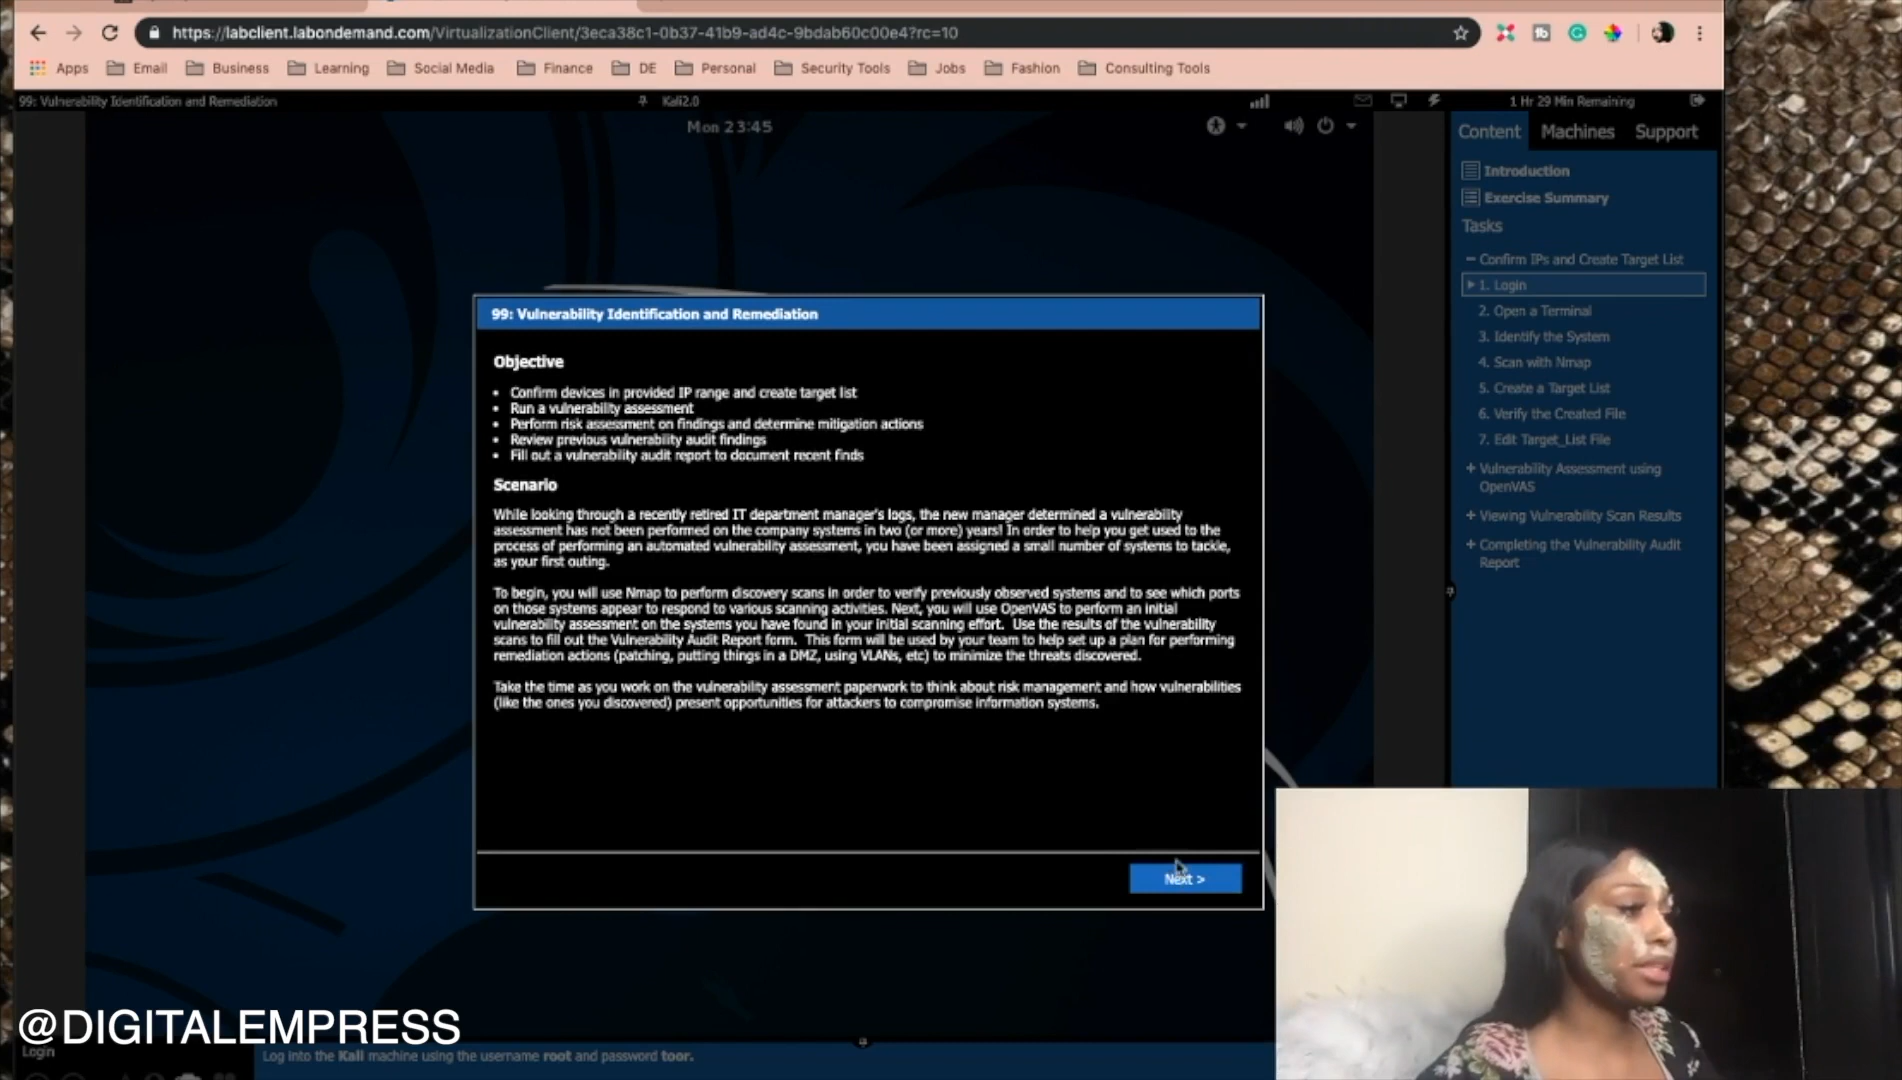 https://labclient.labondemand.com/VirtualizationClient/3eca38c1-0b37-41b9-ad4c-9bdab60c00e4?rc=10
Apps Email Business Learning Social Media Finance DE Personal Security Tools Jobs Fashion Consulting Tools
99: Vulnerability Identification and Remediation Kali2.0 1 Hr 29 Min Remaining
Mon 23:45
Content Machines Support
Introduction
Exercise Summary
Tasks
− Confirm IPs and Create Target List
1. Login
2. Open a Terminal
3. Identify the System
4. Scan with Nmap
5. Create a Target List
6. Verify the Created File
7. Edit Target_List File
+ Vulnerability Assessment using
OpenVAS
+ Viewing Vulnerability Scan Results
+ Completing the Vulnerability Audit
Report
99: Vulnerability Identification and Remediation
Objective
• Confirm devices in provided IP range and create target list
• Run a vulnerability assessment
• Perform risk assessment on findings and determine mitigation actions
• Review previous vulnerability audit findings
• Fill out a vulnerability audit report to document recent finds
Scenario
While looking through a recently retired IT department manager's logs, the new manager determined a vulnerability
assessment has not been performed on the company systems in two (or more) years! In order to help you get used to the
process of performing an automated vulnerability assessment, you have been assigned a small number of systems to tackle,
as your first outing.
To begin, you will use Nmap to perform discovery scans in order to verify previously observed systems and to see which ports
on those systems appear to respond to various scanning activities. Next, you will use OpenVAS to perform an initial
vulnerability assessment on the systems you have found in your initial scanning effort. Use the results of the vulnerability
scans to fill out the Vulnerability Audit Report form. This form will be used by your team to help set up a plan for performing
remediation actions (patching, putting things in a DMZ, using VLANs, etc) to minimize the threats discovered.
Take the time as you work on the vulnerability assessment paperwork to think about risk management and how vulnerabilities
(like the ones you discovered) present opportunities for attackers to compromise information systems.
Next >
@DIGITALEMPRESS
Login
Log into the Kali machine using the username root and password toor.